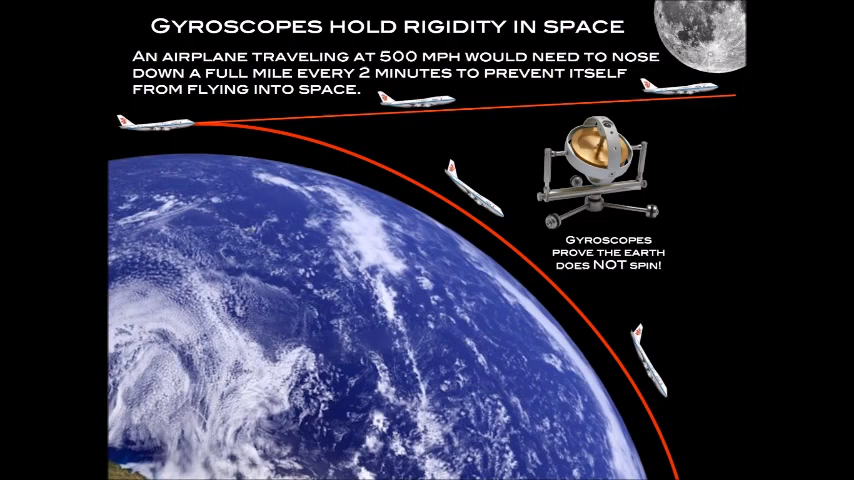 Gyroscopes hold rigidity in space
An airplane traveling at 500 mph would need to nose
down a full mile every 2 minutes to prevent itself
from flying into space.
Gyroscopes
prove the earth
does NOT spin!